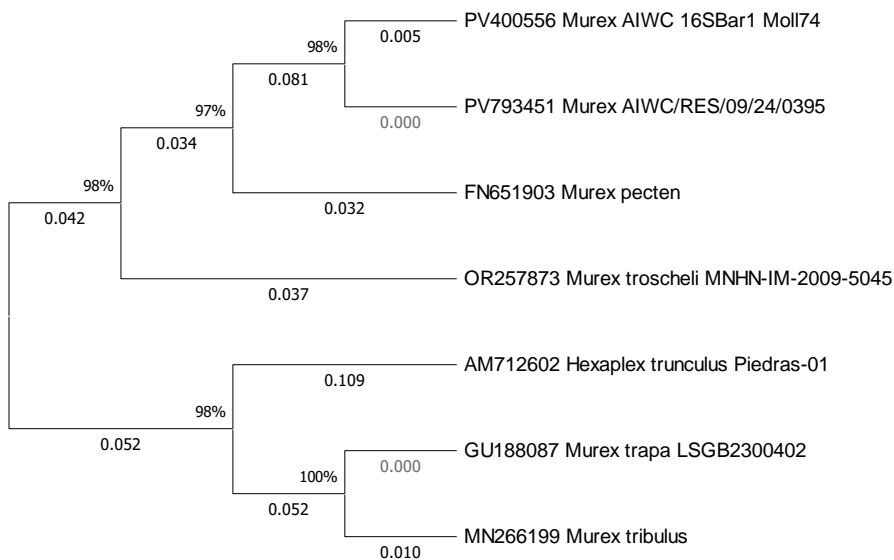 PV400556 Murex AIWC 16SBar1 Moll74
98%
0.005
0.081
PV793451 Murex AIWC/RES/09/24/0395
97%
0.000
0.034
FN651903 Murex pecten
98%
0.032
0.042
OR257873 Murex troscheli MNHN-IM-2009-5045
0.037
AM712602 Hexaplex trunculus Piedras-01
0.109
98%
0.052
GU188087 Murex trapa LSGB2300402
0.000
100%
0.052
MN266199 Murex tribulus
0.010